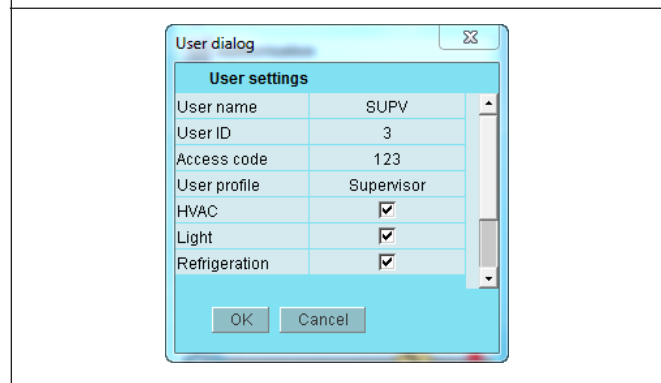 User dialog
User settings
User name SUPV
User ID 3
Access code 123
User profile Supervisor
HVAC
Light
Refrigeration
OK Cancel